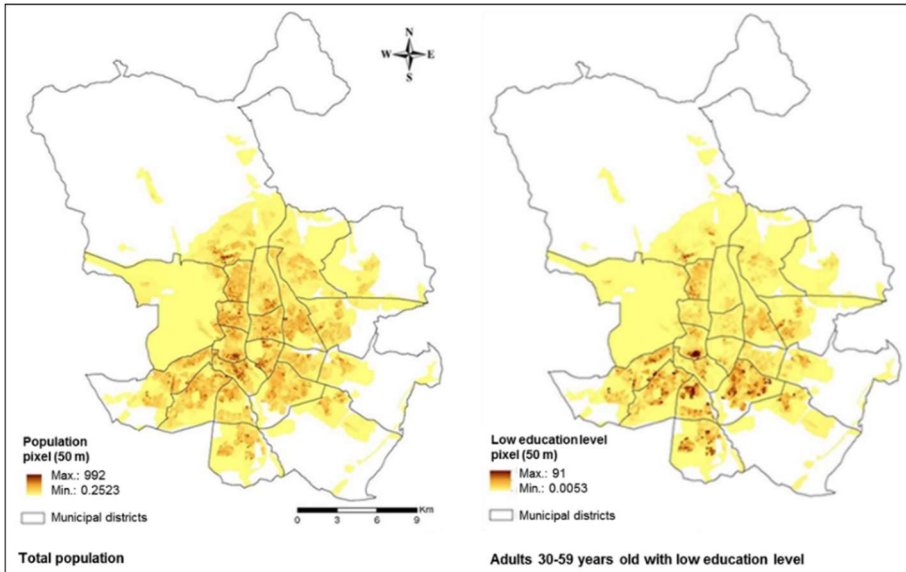 N
W E
S
Population
pixel (50 m)
Max.: 992
Min.: 0.2523
Municipal districts
Km
0 3 6 9
Total population
Low education level
pixel (50 m)
Max.: 91
Min.: 0.0053
Municipal districts
Adults 30-59 years old with low education level